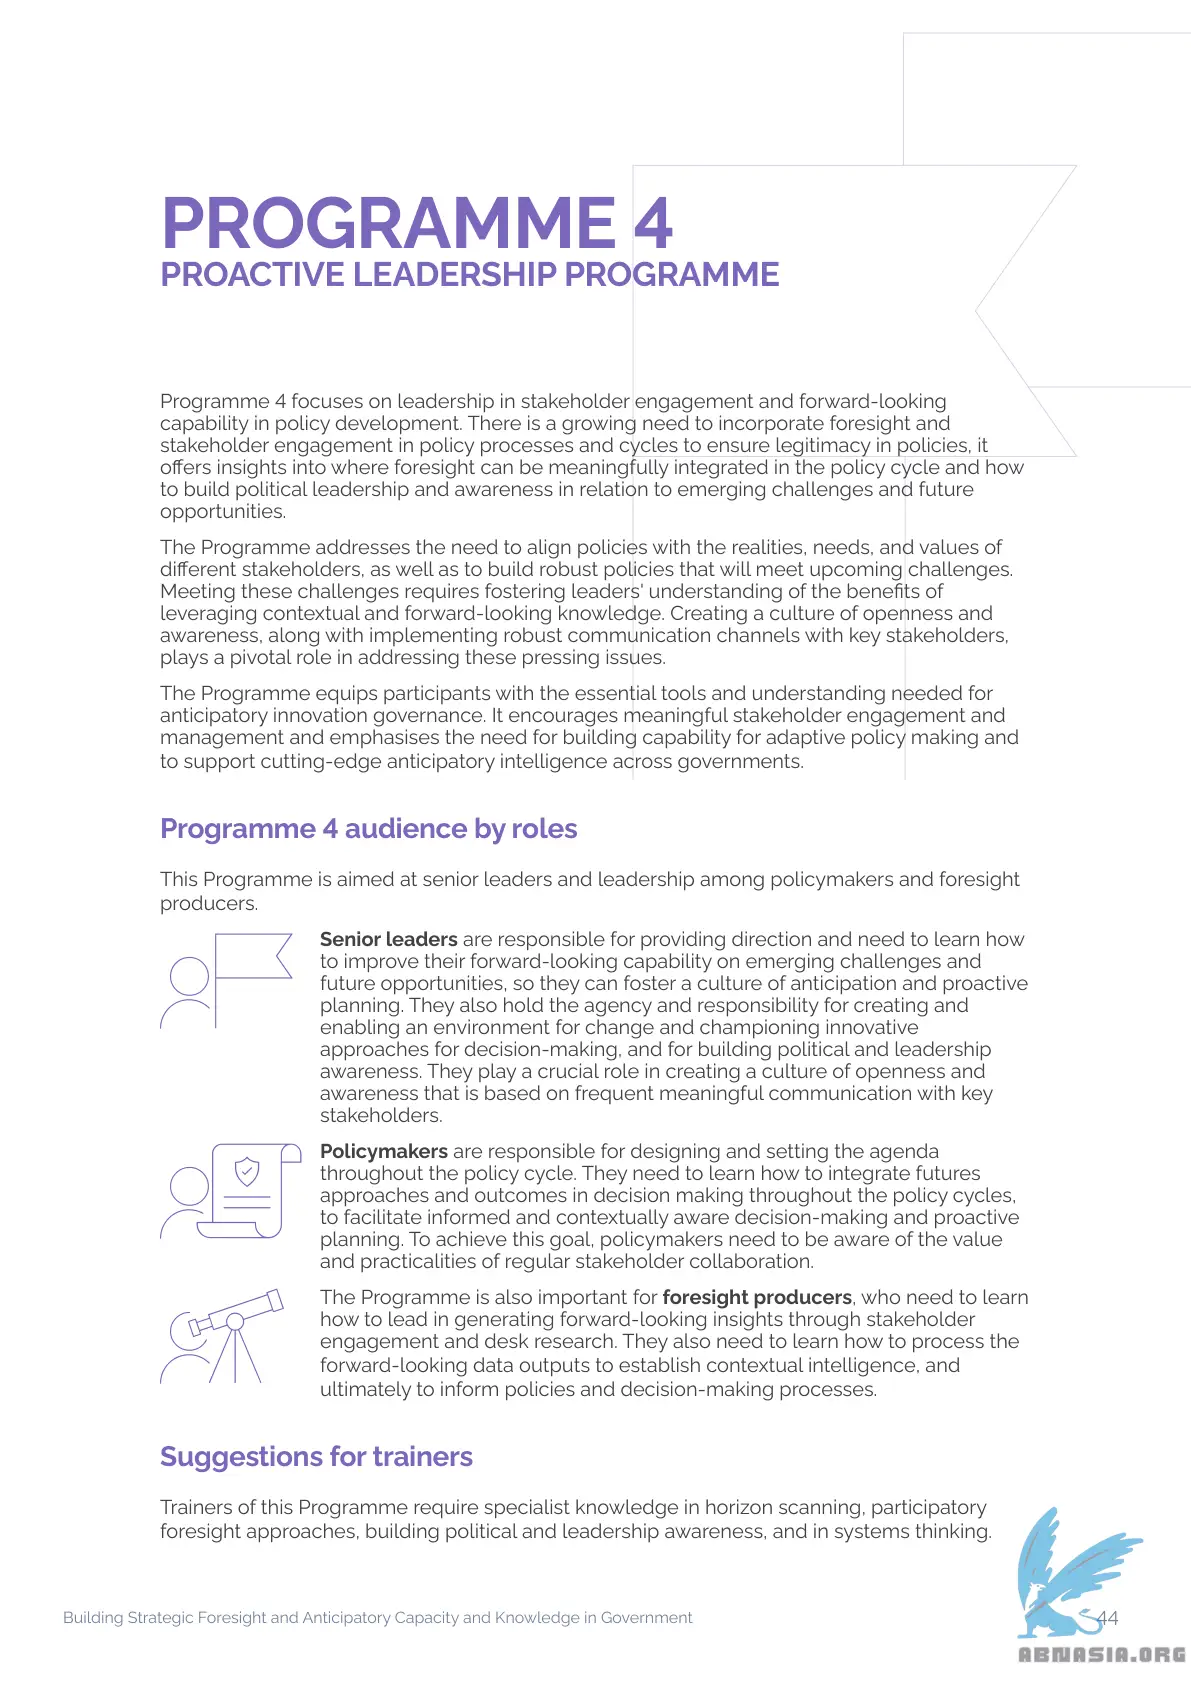 PROGRAMME 4
PROACTIVE LEADERSHIP PROGRAMME
Programme 4 focuses on leadership in stakeholder engagement and forward-looking
capability in policy development. There is a growing need to incorporate foresight and
stakeholder engagement in policy processes and cycles to ensure legitimacy in policies, it
offers insights into where foresight can be meaningfully integrated in the policy cycle and how
to build political leadership and awareness in relation to emerging challenges and future
opportunities.
The Programme addresses the need to align policies with the realities, needs, and values of
different stakeholders, as well as to build robust policies that will meet upcoming challenges.
Meeting these challenges requires fostering leaders' understanding of the benefits of
leveraging contextual and forward-looking knowledge. Creating a culture of openness and
awareness, along with implementing robust communication channels with key stakeholders,
plays a pivotal role in addressing these pressing issues.
The Programme equips participants with the essential tools and understanding needed for
anticipatory innovation governance. It encourages meaningful stakeholder engagement and
management and emphasises the need for building capability for adaptive policy making and
to support cutting-edge anticipatory intelligence across governments.
Programme 4 audience by roles
This Programme is aimed at senior leaders and leadership among policymakers and foresight
producers.
Senior leaders are responsible for providing direction and need to learn how
to improve their forward-looking capability on emerging challenges and
future opportunities, so they can foster a culture of anticipation and proactive
planning. They also hold the agency and responsibility for creating and
enabling an environment for change and championing innovative
approaches for decision-making, and for building political and leadership
awareness. They play a crucial role in creating a culture of openness and
awareness that is based on frequent meaningful communication with key
stakeholders.
Policymakers are responsible for designing and setting the agenda
throughout the policy cycle. They need to learn how to integrate futures
approaches and outcomes in decision making throughout the policy cycles,
to facilitate informed and contextually aware decision-making and proactive
planning. To achieve this goal, policymakers need to be aware of the value
and practicalities of regular stakeholder collaboration.
The Programme is also important for foresight producers, who need to learn
how to lead in generating forward-looking insights through stakeholder
engagement and desk research. They also need to learn how to process the
forward-looking data outputs to establish contextual intelligence, and
ultimately to inform policies and decision-making processes.
Suggestions for trainers
Trainers of this Programme require specialist knowledge in horizon scanning, participatory
foresight approaches, building political and leadership awareness, and in systems thinking.
Building Strategic Foresight and Anticipatory Capacity and Knowledge in Government
44
ABNASIA.ORG